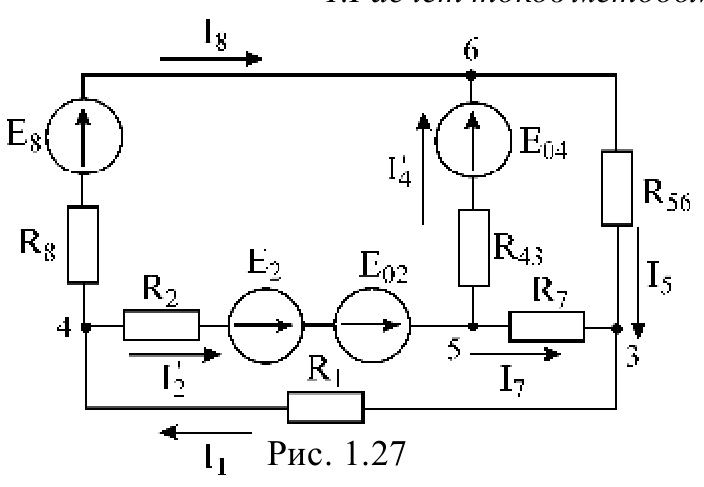 I8
6
E8
E04
I'4
R56
R8
R43
E2
E02
I5
R2
R7
4
5
3
I'2
R1
I7
I1
Рис. 1.27